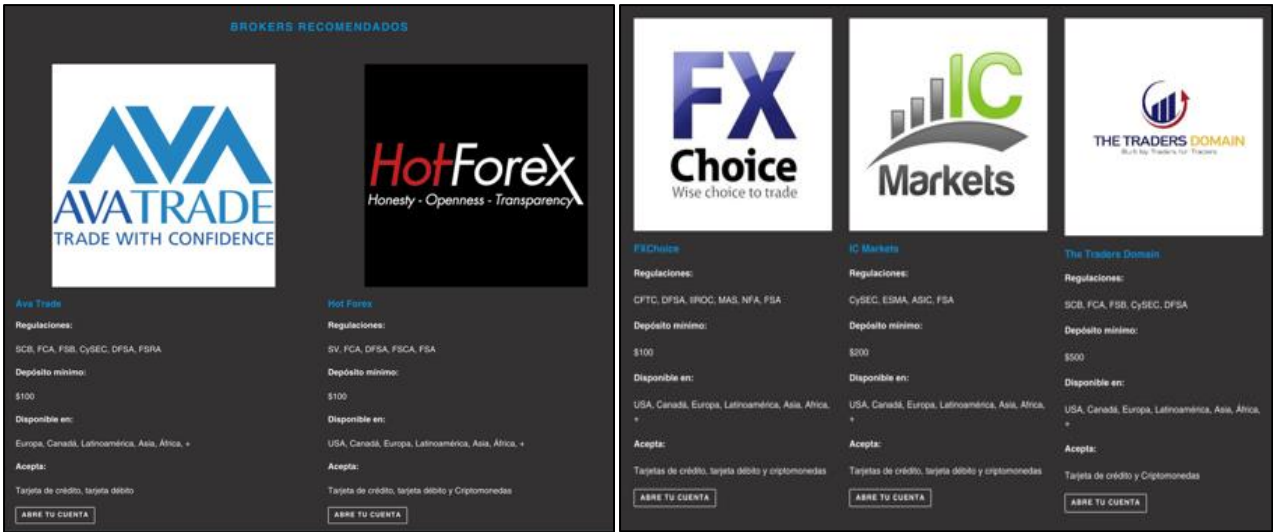 BROKERS RECOMENDADOS
AVA
AVATRADE
TRADE WITH CONFIDENCE
Ava Trade
Regulaciones:
SCB, FCA, FSB, CySEC, DFSA, FSRA
Depósito mínimo:
$100
Disponible en:
Europa, Canadá, Latinoamérica, Asia, África, +
Acepta:
Tarjeta de crédito, tarjeta débito
ABRE TU CUENTA
HotForex
Honesty - Openness - Transparency
Hot Forex
Regulaciones:
SV, FCA, DFSA, FSCA, FSA
Depósito mínimo:
$100
Disponible en:
USA, Canadá, Europa, Latinoamérica, Asia, África, +
Acepta:
Tarjeta de crédito, tarjeta débito y Criptomonedas
ABRE TU CUENTA
FX
Choice
Wise choice to trade
FXChoice
Regulaciones:
CFTC, DFSA, IIROC, MAS, NFA, FSA
Depósito mínimo:
$100
Disponible en:
USA, Canadá, Europa, Latinoamérica, Asia, África,
+
Acepta:
Tarjetas de crédito, tarjeta débito y criptomonedas
ABRE TU CUENTA
IC
Markets
IC Markets
Regulaciones:
CySEC, ESMA, ASIC, FSA
Depósito mínimo:
$200
Disponible en:
USA, Canadá, Europa, Latinoamérica, Asia, África,
+
Acepta:
Tarjetas de crédito, tarjeta débito y criptomonedas
ABRE TU CUENTA
THE TRADERS DOMAIN
Built by Traders for Traders
The Traders Domain
Regulaciones:
SCB, FCA, FSB, CySEC, DFSA
Depósito mínimo:
$500
Disponible en:
USA, Canadá, Europa, Latinoamérica, Asia, África,
+
Acepta:
Tarjeta de crédito y Criptomonedas
ABRE TU CUENTA